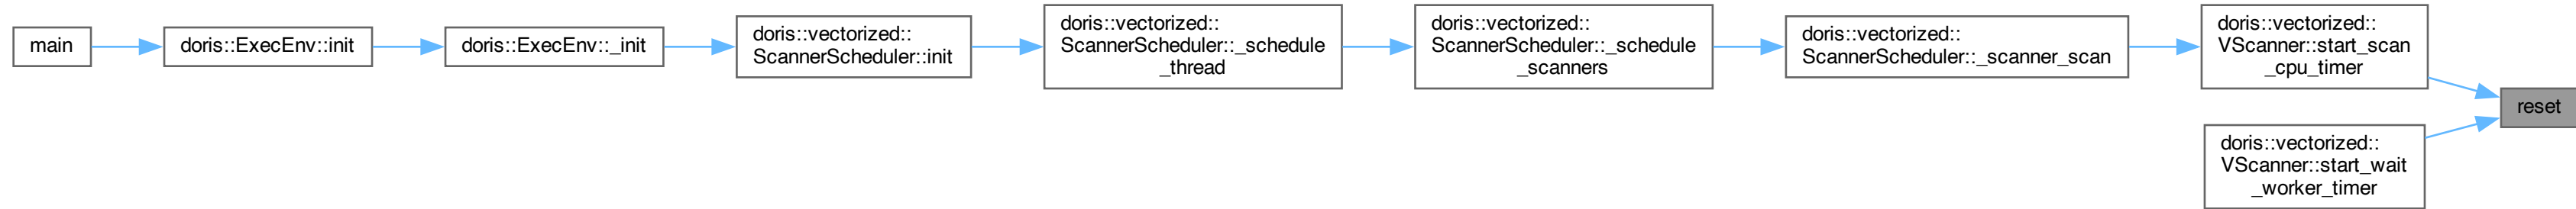 main
doris::ExecEnv::init
doris::ExecEnv::_init
doris::vectorized::
ScannerScheduler::init
doris::vectorized::
ScannerScheduler::_schedule
_thread
doris::vectorized::
ScannerScheduler::_schedule
_scanners
doris::vectorized::
ScannerScheduler::_scanner_scan
doris::vectorized::
VScanner::start_scan
_cpu_timer
reset
doris::vectorized::
VScanner::start_wait
_worker_timer